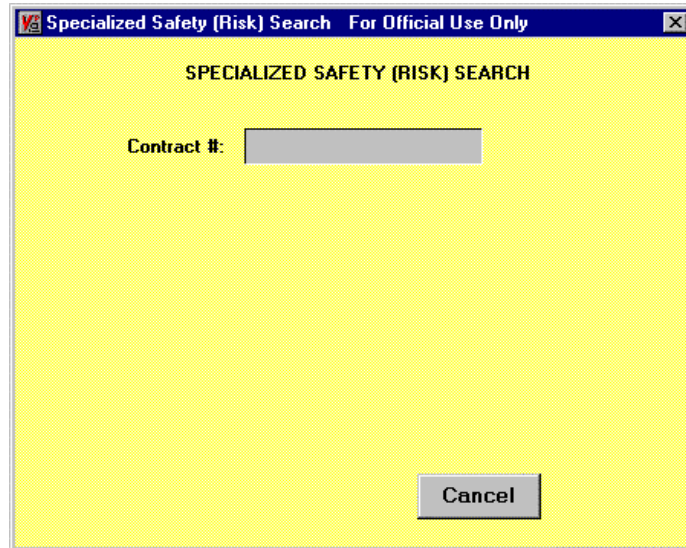 Specialized Safety (Risk) Search For Official Use Only
SPECIALIZED SAFETY (RISK) SEARCH
Contract #:
Cancel